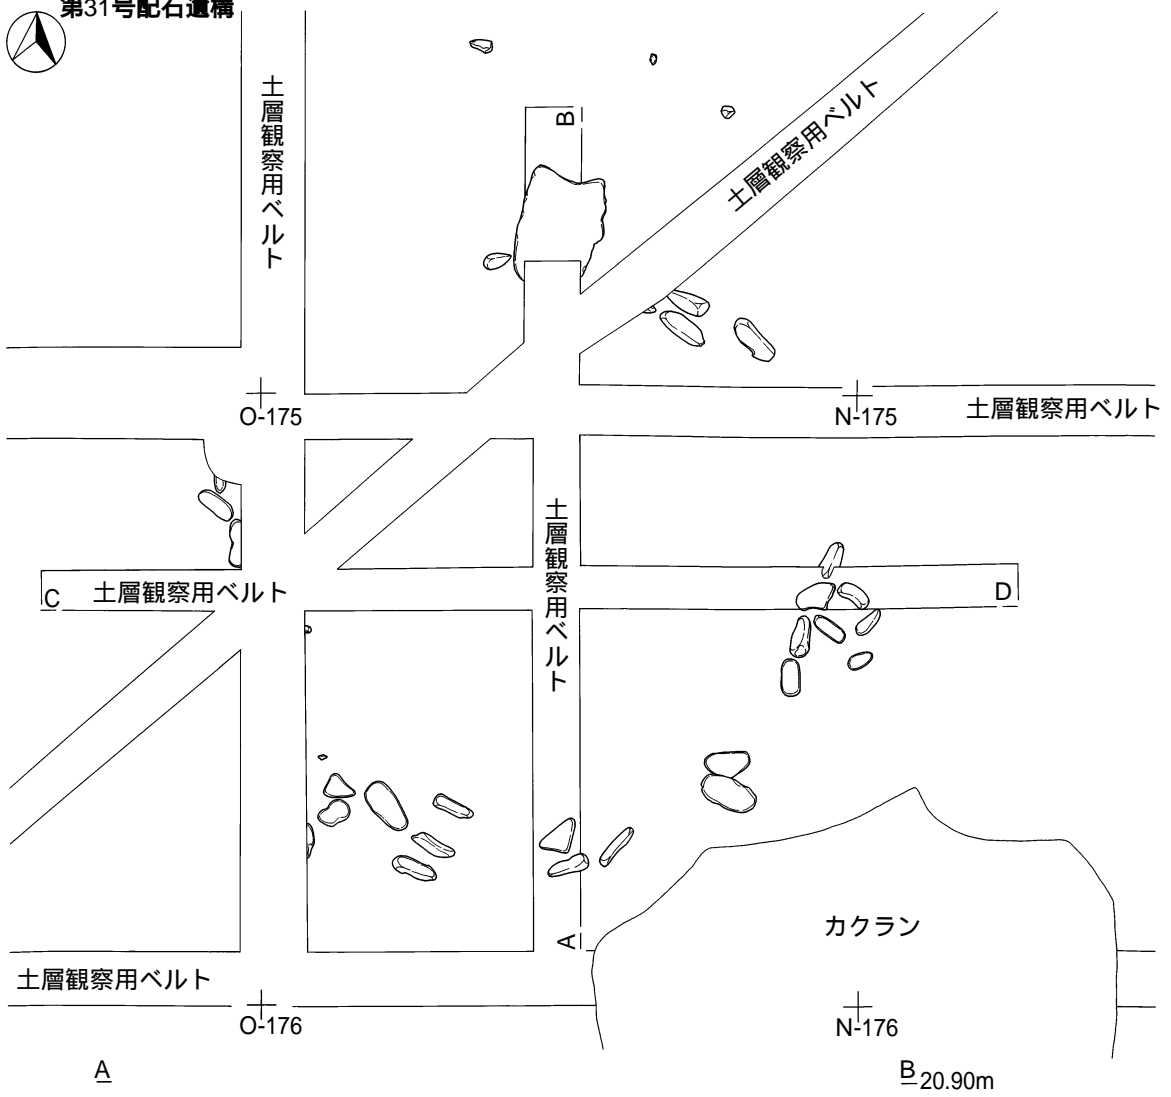 第31号配石遺構
土層観察用ベルト
B
土層観察用ベルト
O-175
N-175
土層観察用ベルト
土層観察用ベルト
C
土層観察用ベルト
D
カクラン
A
土層観察用ベルト
O-176
N-176
A
B 20.90m